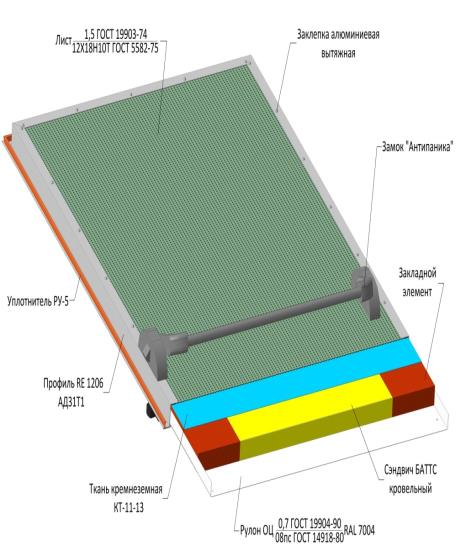 Лист 1,5 ГОСТ 19903-74
12Х18Н10Т ГОСТ 5582-75
Заклепка алюминиевая
вытяжная
Замок "Антипаника"
Закладной
элемент
Уплотнитель РУ-5
Профиль RE 1206
АД31Т1
Сэндвич БАТТС
кровельный
Ткань кремнеземная
КТ-11-13
Рулон ОЦ 0,7 ГОСТ 19904-90
08пс ГОСТ 14918-80 RAL 7004